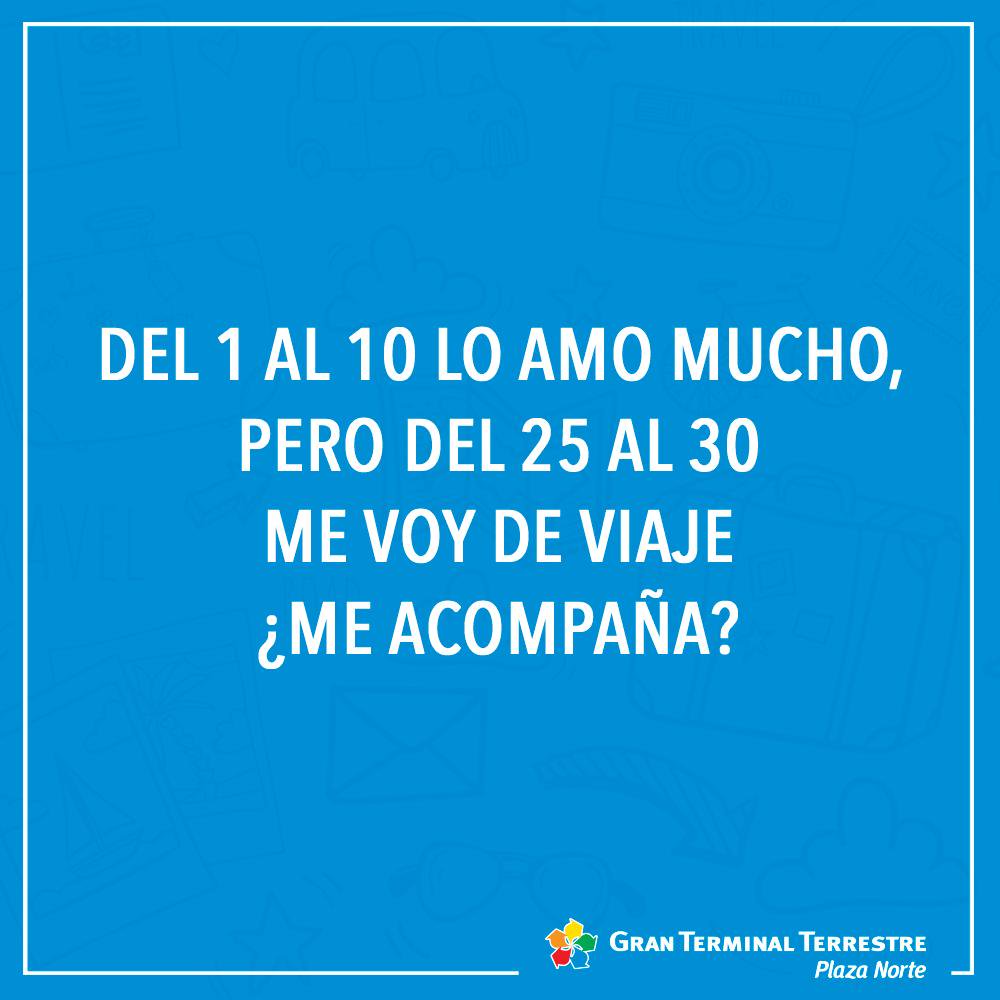 DEL 1 AL 10 LO AMO MUCHO,
PERO DEL 25 AL 30
ME VOY DE VIAJE
¿ME ACOMPAÑA?
GRAN TERMINAL TERRESTRE
Plaza Norte